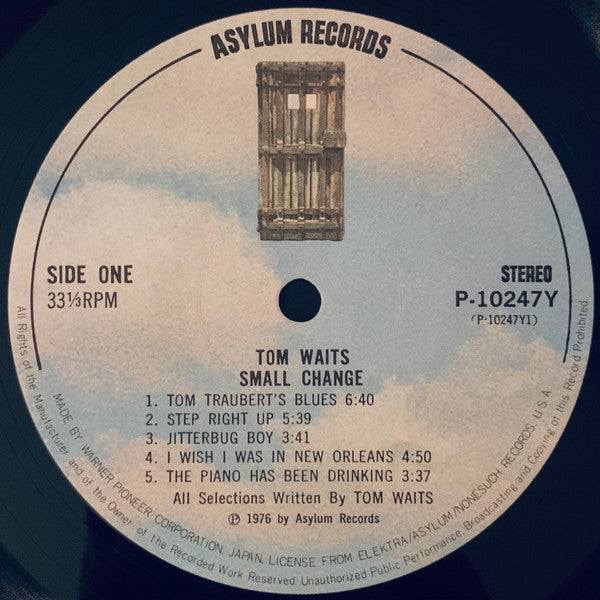 ASYLUM RECORDS
SIDE ONE
33⅓RPM
STEREO
P-10247Y
(P-10247Y1)
TOM WAITS
SMALL CHANGE
1. TOM TRAUBERT'S BLUES 6:40
2. STEP RIGHT UP 5:39
3. JITTERBUG BOY 3:41
4. I WISH I WAS IN NEW ORLEANS 4:50
5. THE PIANO HAS BEEN DRINKING 3:37
All Selections Written By TOM WAITS
Ⓟ 1976 by Asylum Records
MADE BY WARNER-PIONEER CORPORATION, JAPAN, LICENSE FROM ELEKTRA/ASYLUM/NONESUCH RECORDS, U.S.A.
All Rights of the Manufacturer and of the Owner of the Recorded Work Reserved Unauthorized Public Performance, Broadcasting and Copying of this Record Prohibited.